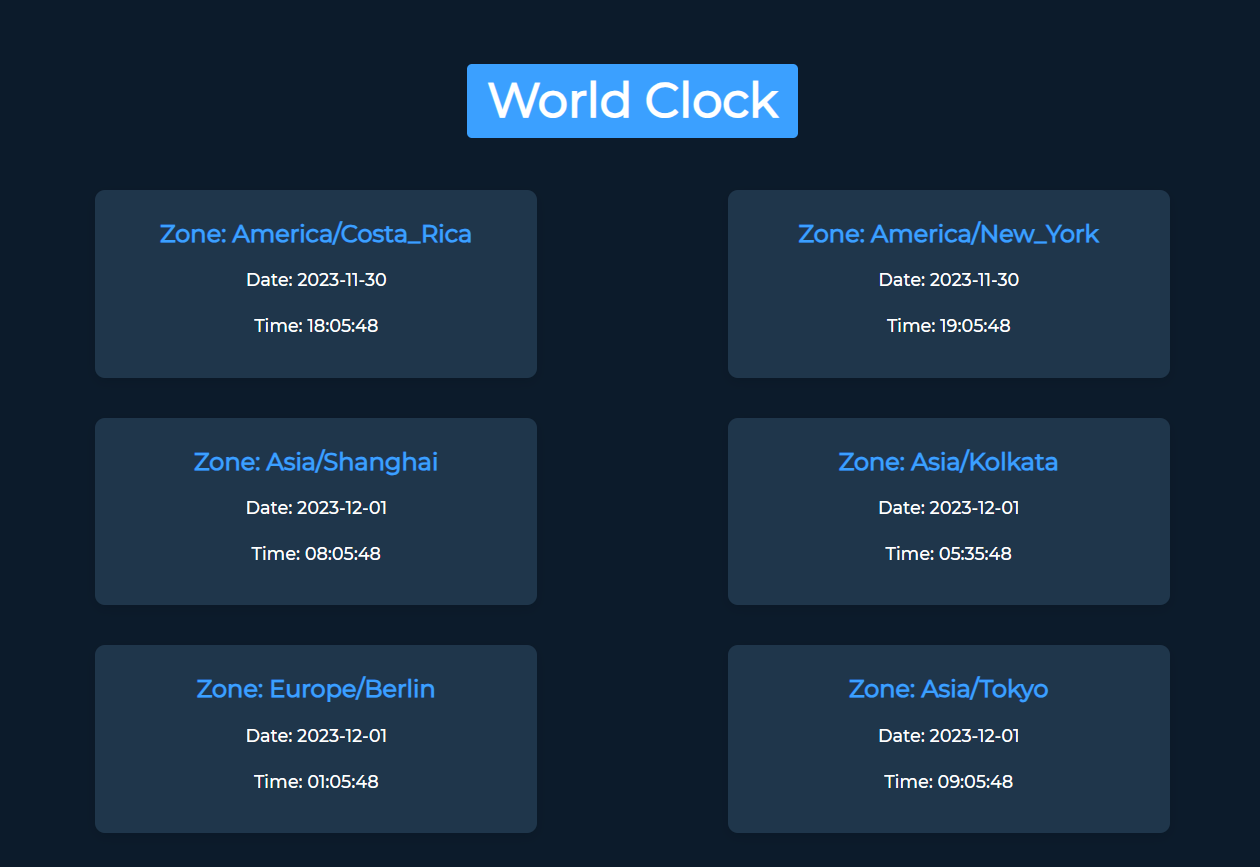 World Clock
Zone: America/Costa_Rica
Date: 2023-11-30
Time: 18:05:48
Zone: America/New_York
Date: 2023-11-30
Time: 19:05:48
Zone: Asia/Shanghai
Date: 2023-12-01
Time: 08:05:48
Zone: Asia/Kolkata
Date: 2023-12-01
Time: 05:35:48
Zone: Europe/Berlin
Date: 2023-12-01
Time: 01:05:48
Zone: Asia/Tokyo
Date: 2023-12-01
Time: 09:05:48